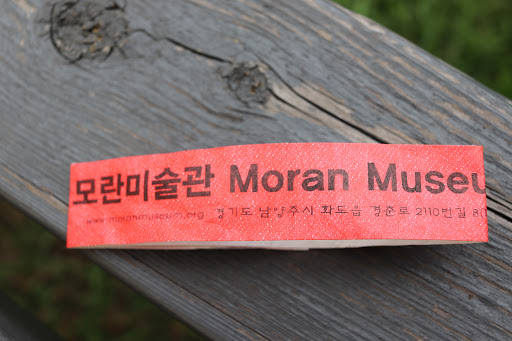 모란미술관 Moran Museu
www.moranmuseum.org 경기도 남양주시 화도읍 경춘로 2110번길 8(